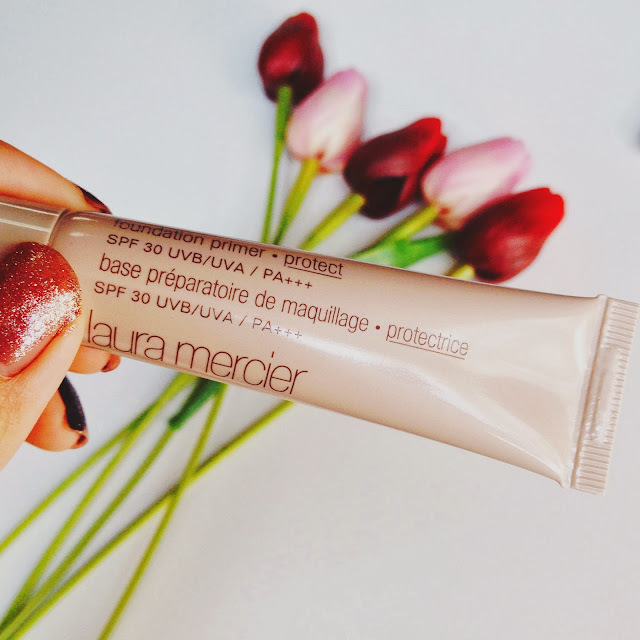 foundation primer • protect
SPF 30 UVB/UVA / PA+++
base préparatoire de maquillage • protectrice
SPF 30 UVB/UVA / PA+++
laura mercier